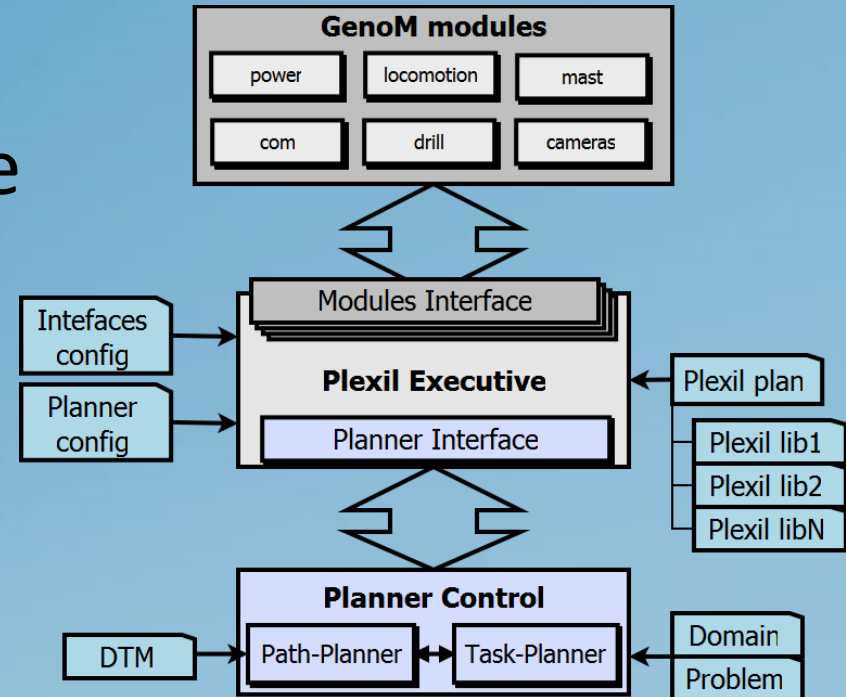 GenoM modules
power
locomotion
mast
com
drill
cameras
e
Modules Interface
Intefaces
config
Plexil Executive
Plexil plan
Planner
config
Planner Interface
Plexil lib1
Plexil lib2
Plexil libN
Planner Control
DTM
Path-Planner
Task-Planner
Domain
Problem